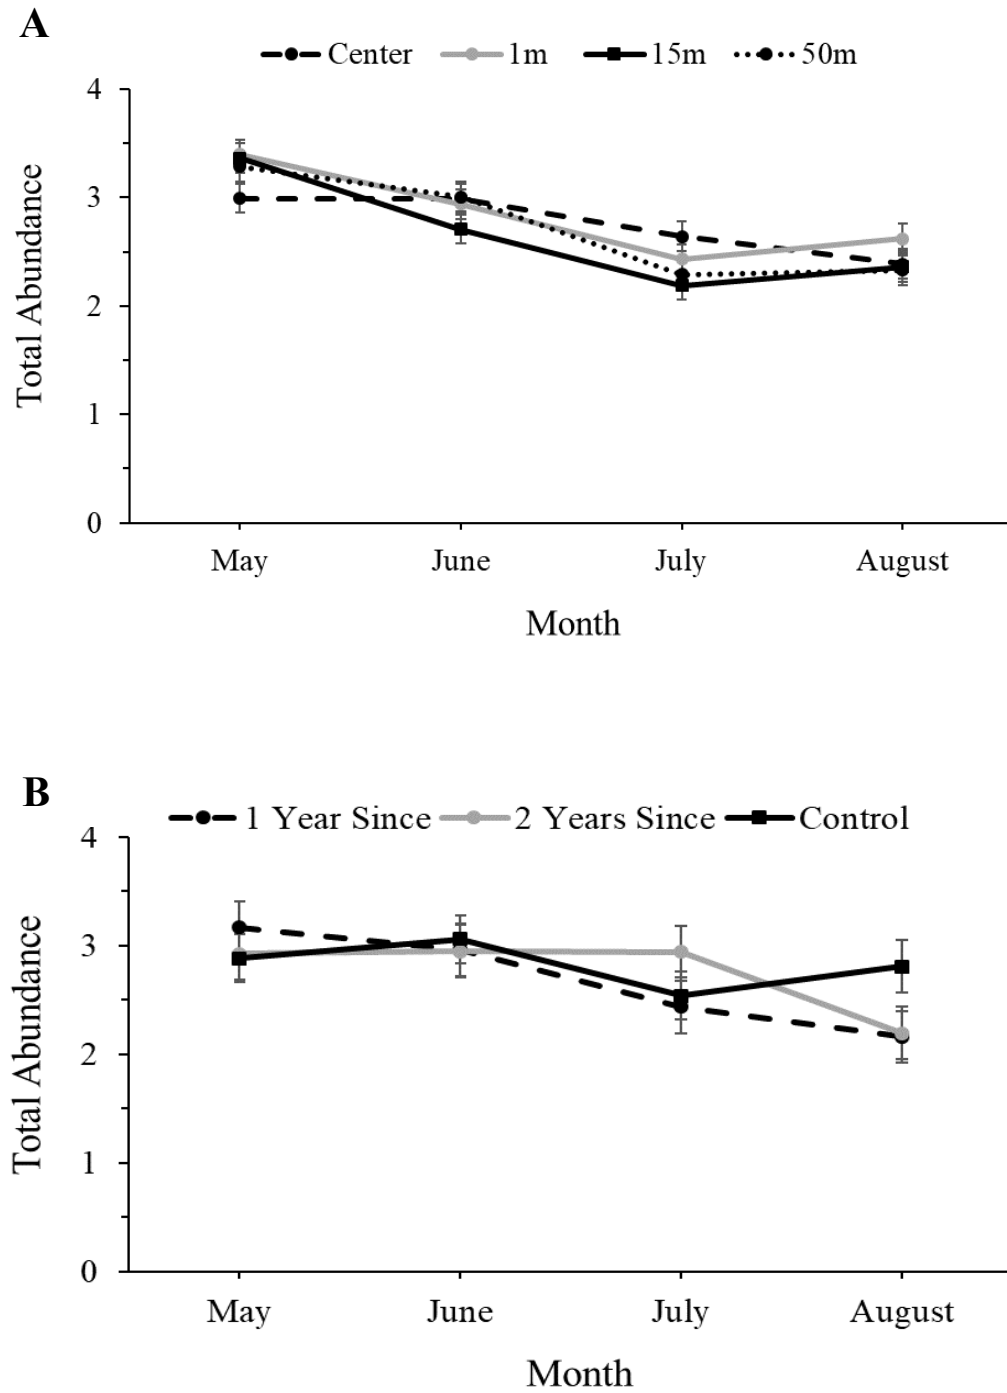 A
Center 1m 15m 50m
4
3
2
1
0
Total Abundance
May June July August
Month
B
1 Year Since 2 Years Since Control
4
3
2
1
0
Total Abundance
May June July August
Month